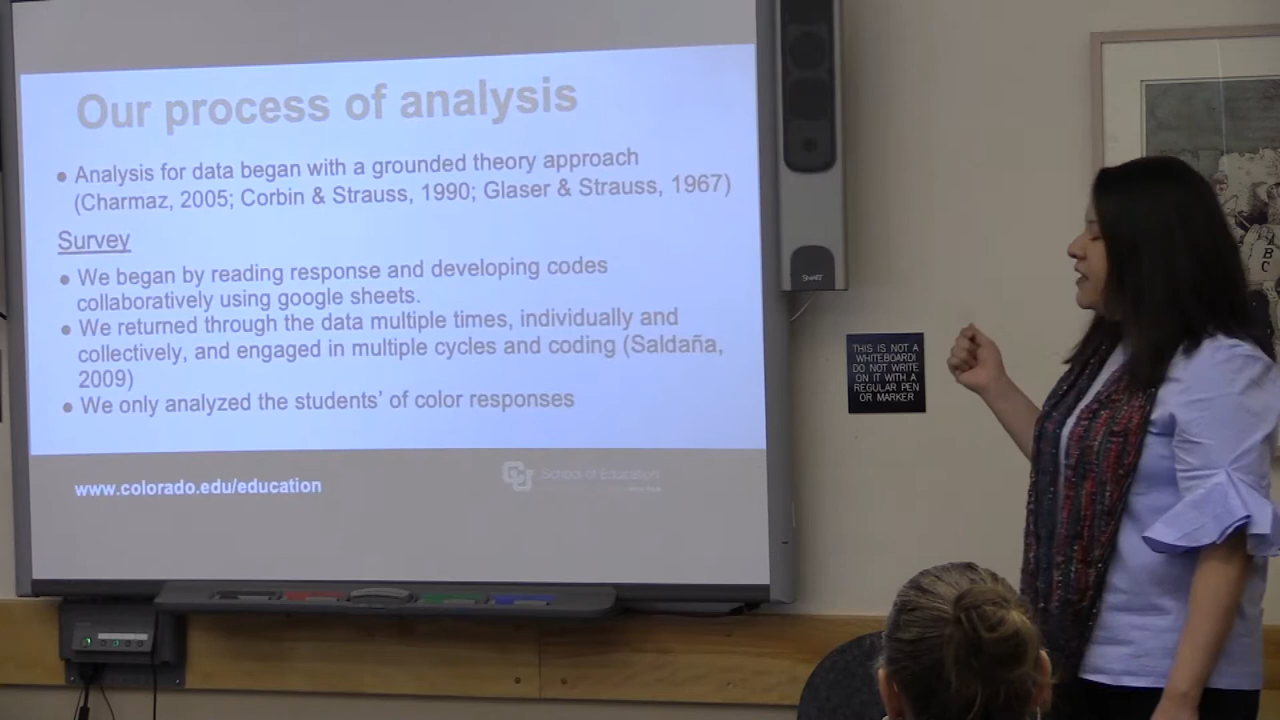 Our process of analysis
● Analysis for data began with a grounded theory approach
(Charmaz, 2005; Corbin & Strauss, 1990; Glaser & Strauss, 1967)
Survey
● We began by reading response and developing codes
collaboratively using google sheets.
● We returned through the data multiple times, individually and
collectively, and engaged in multiple cycles and coding (Saldaña,
2009)
● We only analyzed the students' of color responses
www.colorado.edu/education
CU School of Education
SMART
THIS IS NOT A
WHITEBOARD!
DO NOT WRITE
ON IT WITH A
REGULAR PEN
OR MARKER
B
C